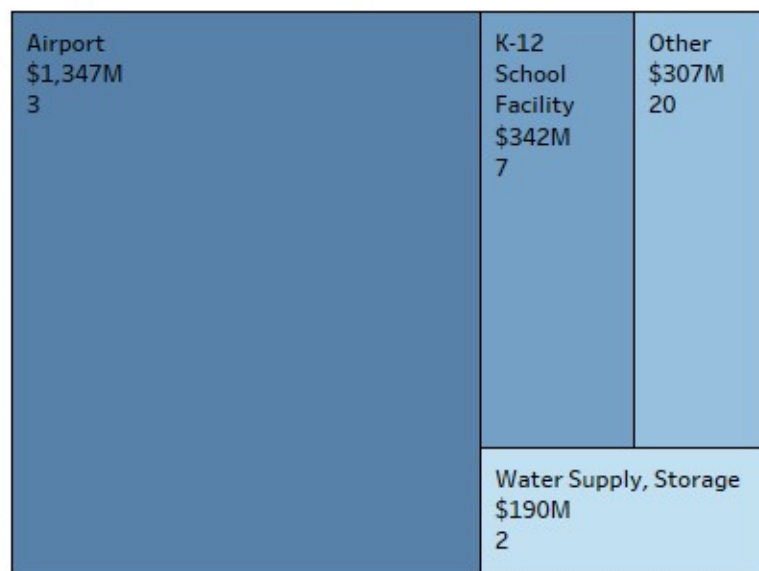 Airport
$1,347M
3
K-12
School
Facility
$342M
7
Other
$307M
20
Water Supply, Storage
$190M
2